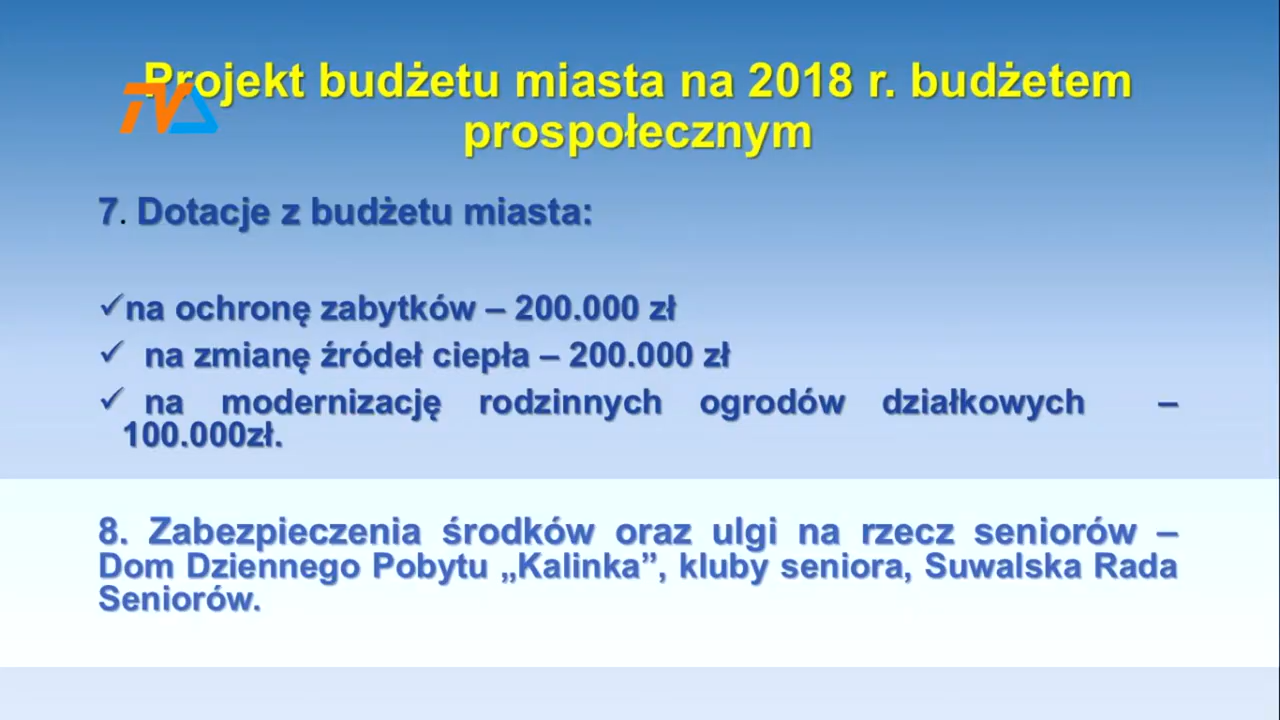 Projekt budżetu miasta na 2018 r. budżetem
prospołecznym
TVA
7. Dotacje z budżetu miasta:
✓na ochronę zabytków – 200.000 zł
✓ na zmianę źródeł ciepła – 200.000 zł
✓ na modernizację rodzinnych ogrodów działkowych –
100.000zł.
8. Zabezpieczenia środków oraz ulgi na rzecz seniorów –
Dom Dziennego Pobytu „Kalinka”, kluby seniora, Suwalska Rada
Seniorów.